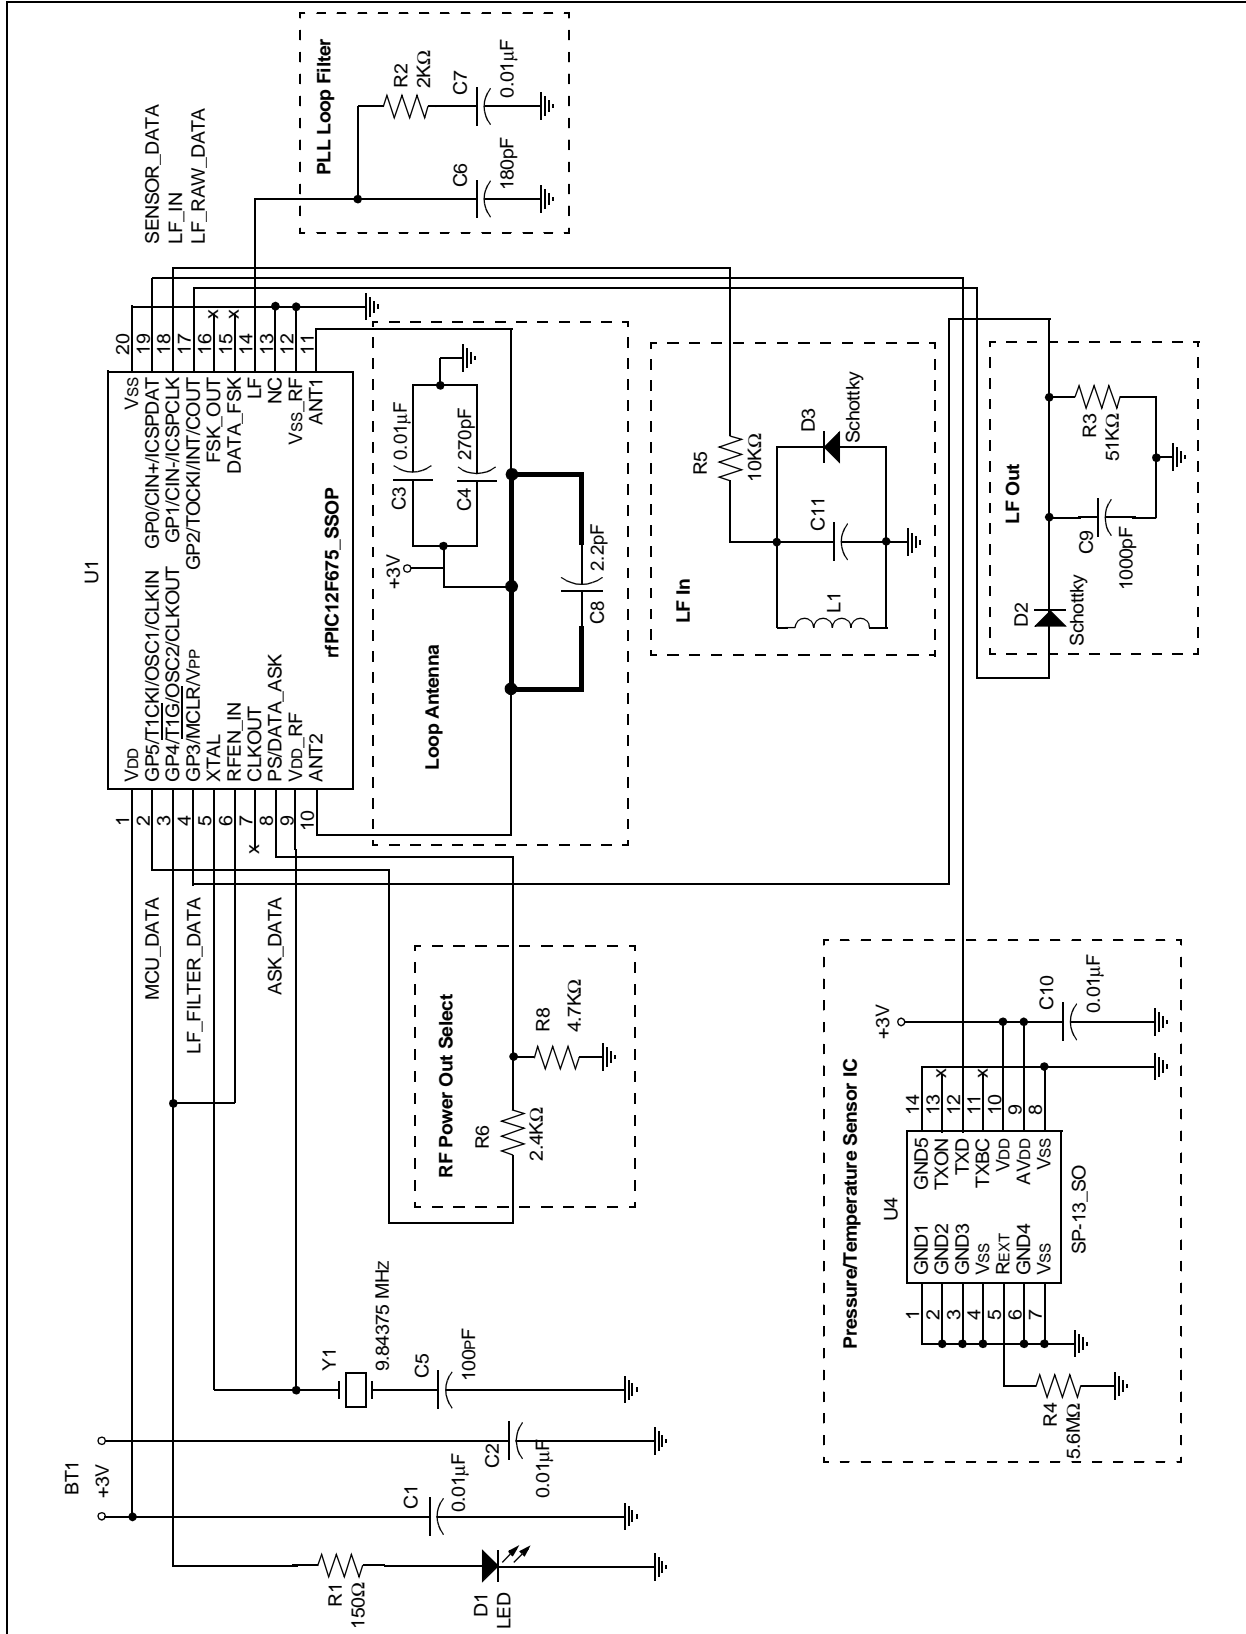 SENSOR_DATA
LF_IN
LF_RAW_DATA
PLL Loop Filter
R2
2KΩ
C7
0.01µF
C6
180pF
U1
20
19
18
17
16
15
14
13
12
11
VSS
GP0/CIN+/ICSPDAT
GP1/CIN-/ICSPCLK
GP2/TOCKI/INT/COUT
FSK_OUT
DATA_FSK
LF
NC
VSS_RF
ANT1
VDD
GP5/T1CKI/OSC1/CLKIN
GP4/T1G/OSC2/CLKOUT
GP3/MCLR/VPP
XTAL
RFEN_IN
CLKOUT
PS/DATA_ASK
VDD_RF
ANT2
rfPIC12F675_SSOP
1
2
3
4
5
6
7
8
9
10
MCU_DATA
LF_FILTER_DATA
ASK_DATA
Loop Antenna
+3V
C3
0.01µF
C4
270pF
C8
2.2pF
LF In
R5
10KΩ
D3
Schottky
C11
L1
LF Out
R3
51KΩ
C9
1000pF
D2
Schottky
RF Power Out Select
R8
4.7KΩ
R6
2.4KΩ
Y1
9.84375 MHz
C5
100PF
BT1
+3V
C2
0.01µF
C1
0.01µF
R1
150Ω
D1
LED
Pressure/Temperature Sensor IC
+3V
C10
0.01µF
U4
14
13
12
11
10
9
8
GND5
TXON
TXD
TXBC
VDD
AVDD
VSS
GND1
GND2
GND3
VSS
REXT
GND4
VSS
SP-13_SO
1
2
3
4
5
6
7
R4
5.6MΩ